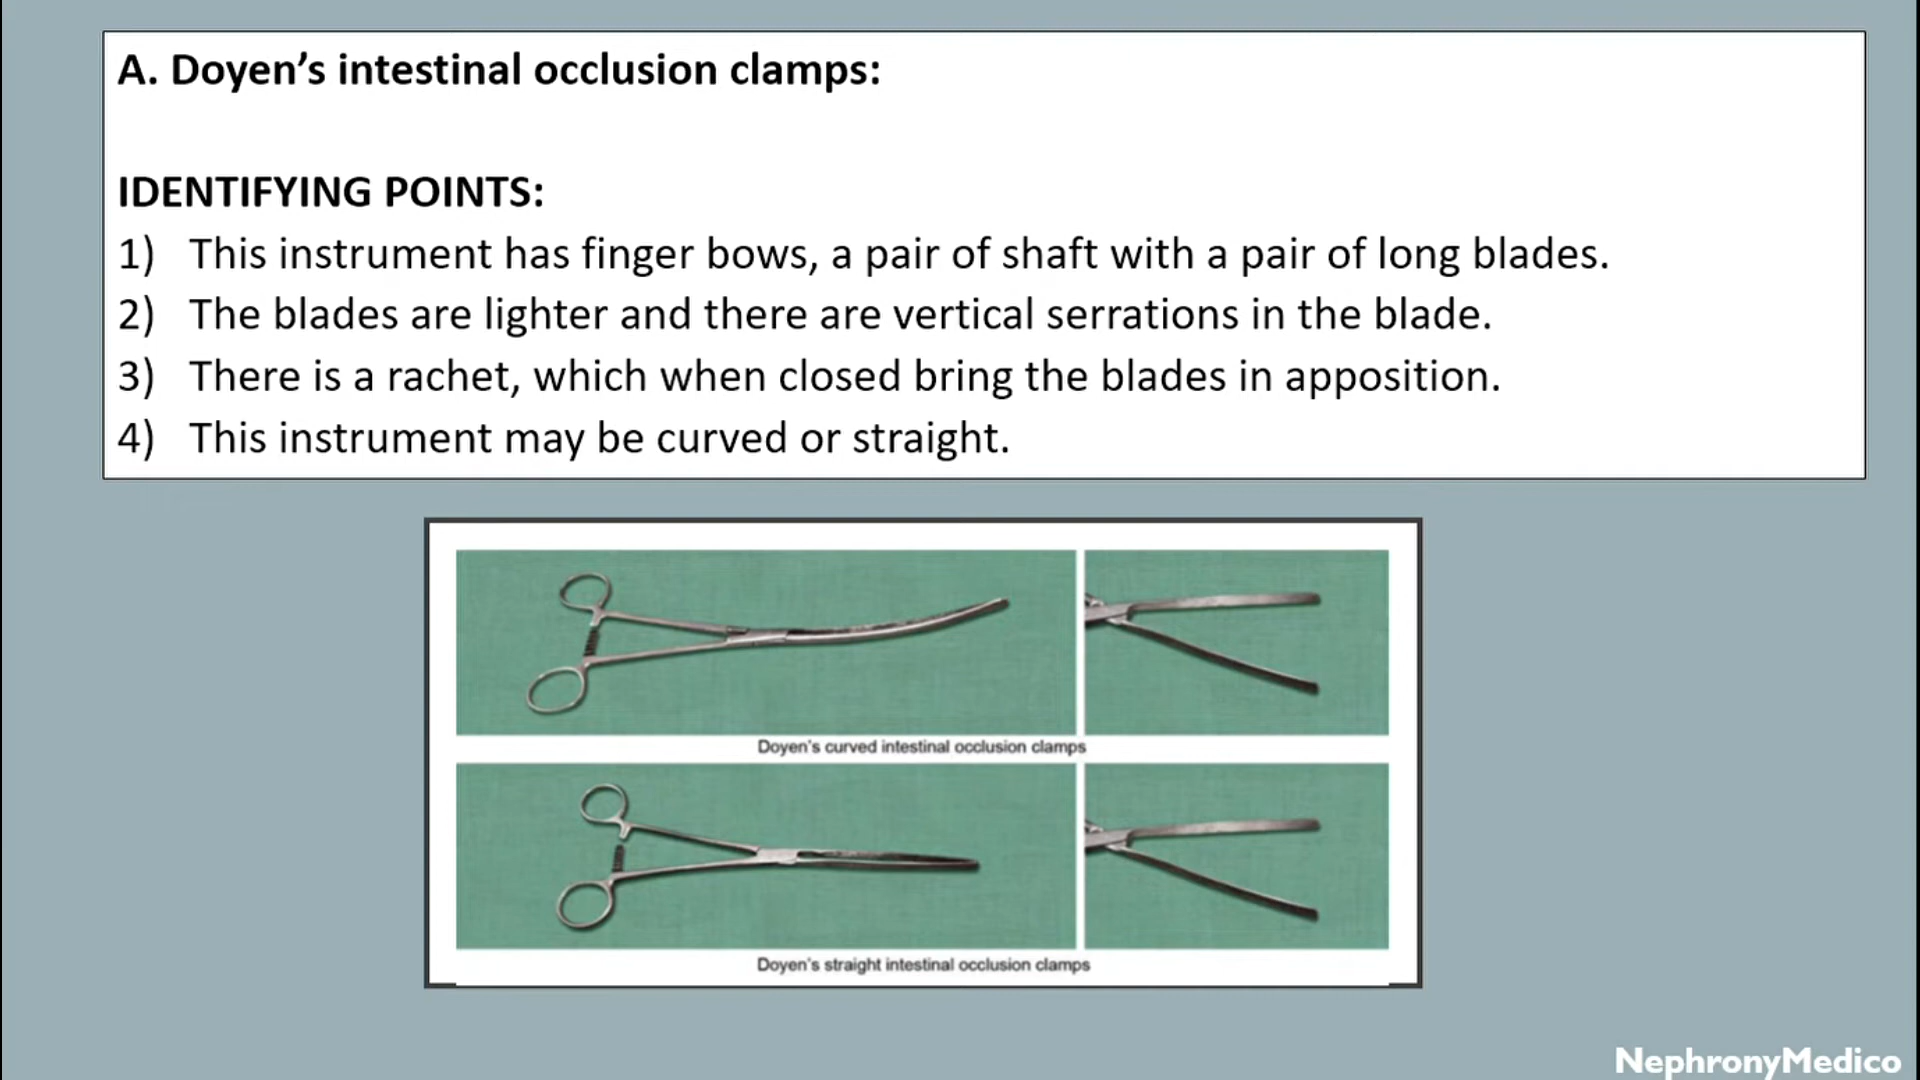 A. Doyen’s intestinal occlusion clamps:
IDENTIFYING POINTS:
1) This instrument has finger bows, a pair of shaft with a pair of long blades.
2) The blades are lighter and there are vertical serrations in the blade.
3) There is a rachet, which when closed bring the blades in apposition.
4) This instrument may be curved or straight.
Doyen's curved intestinal occlusion clamps
Doyen's straight intestinal occlusion clamps
NephronyMedico